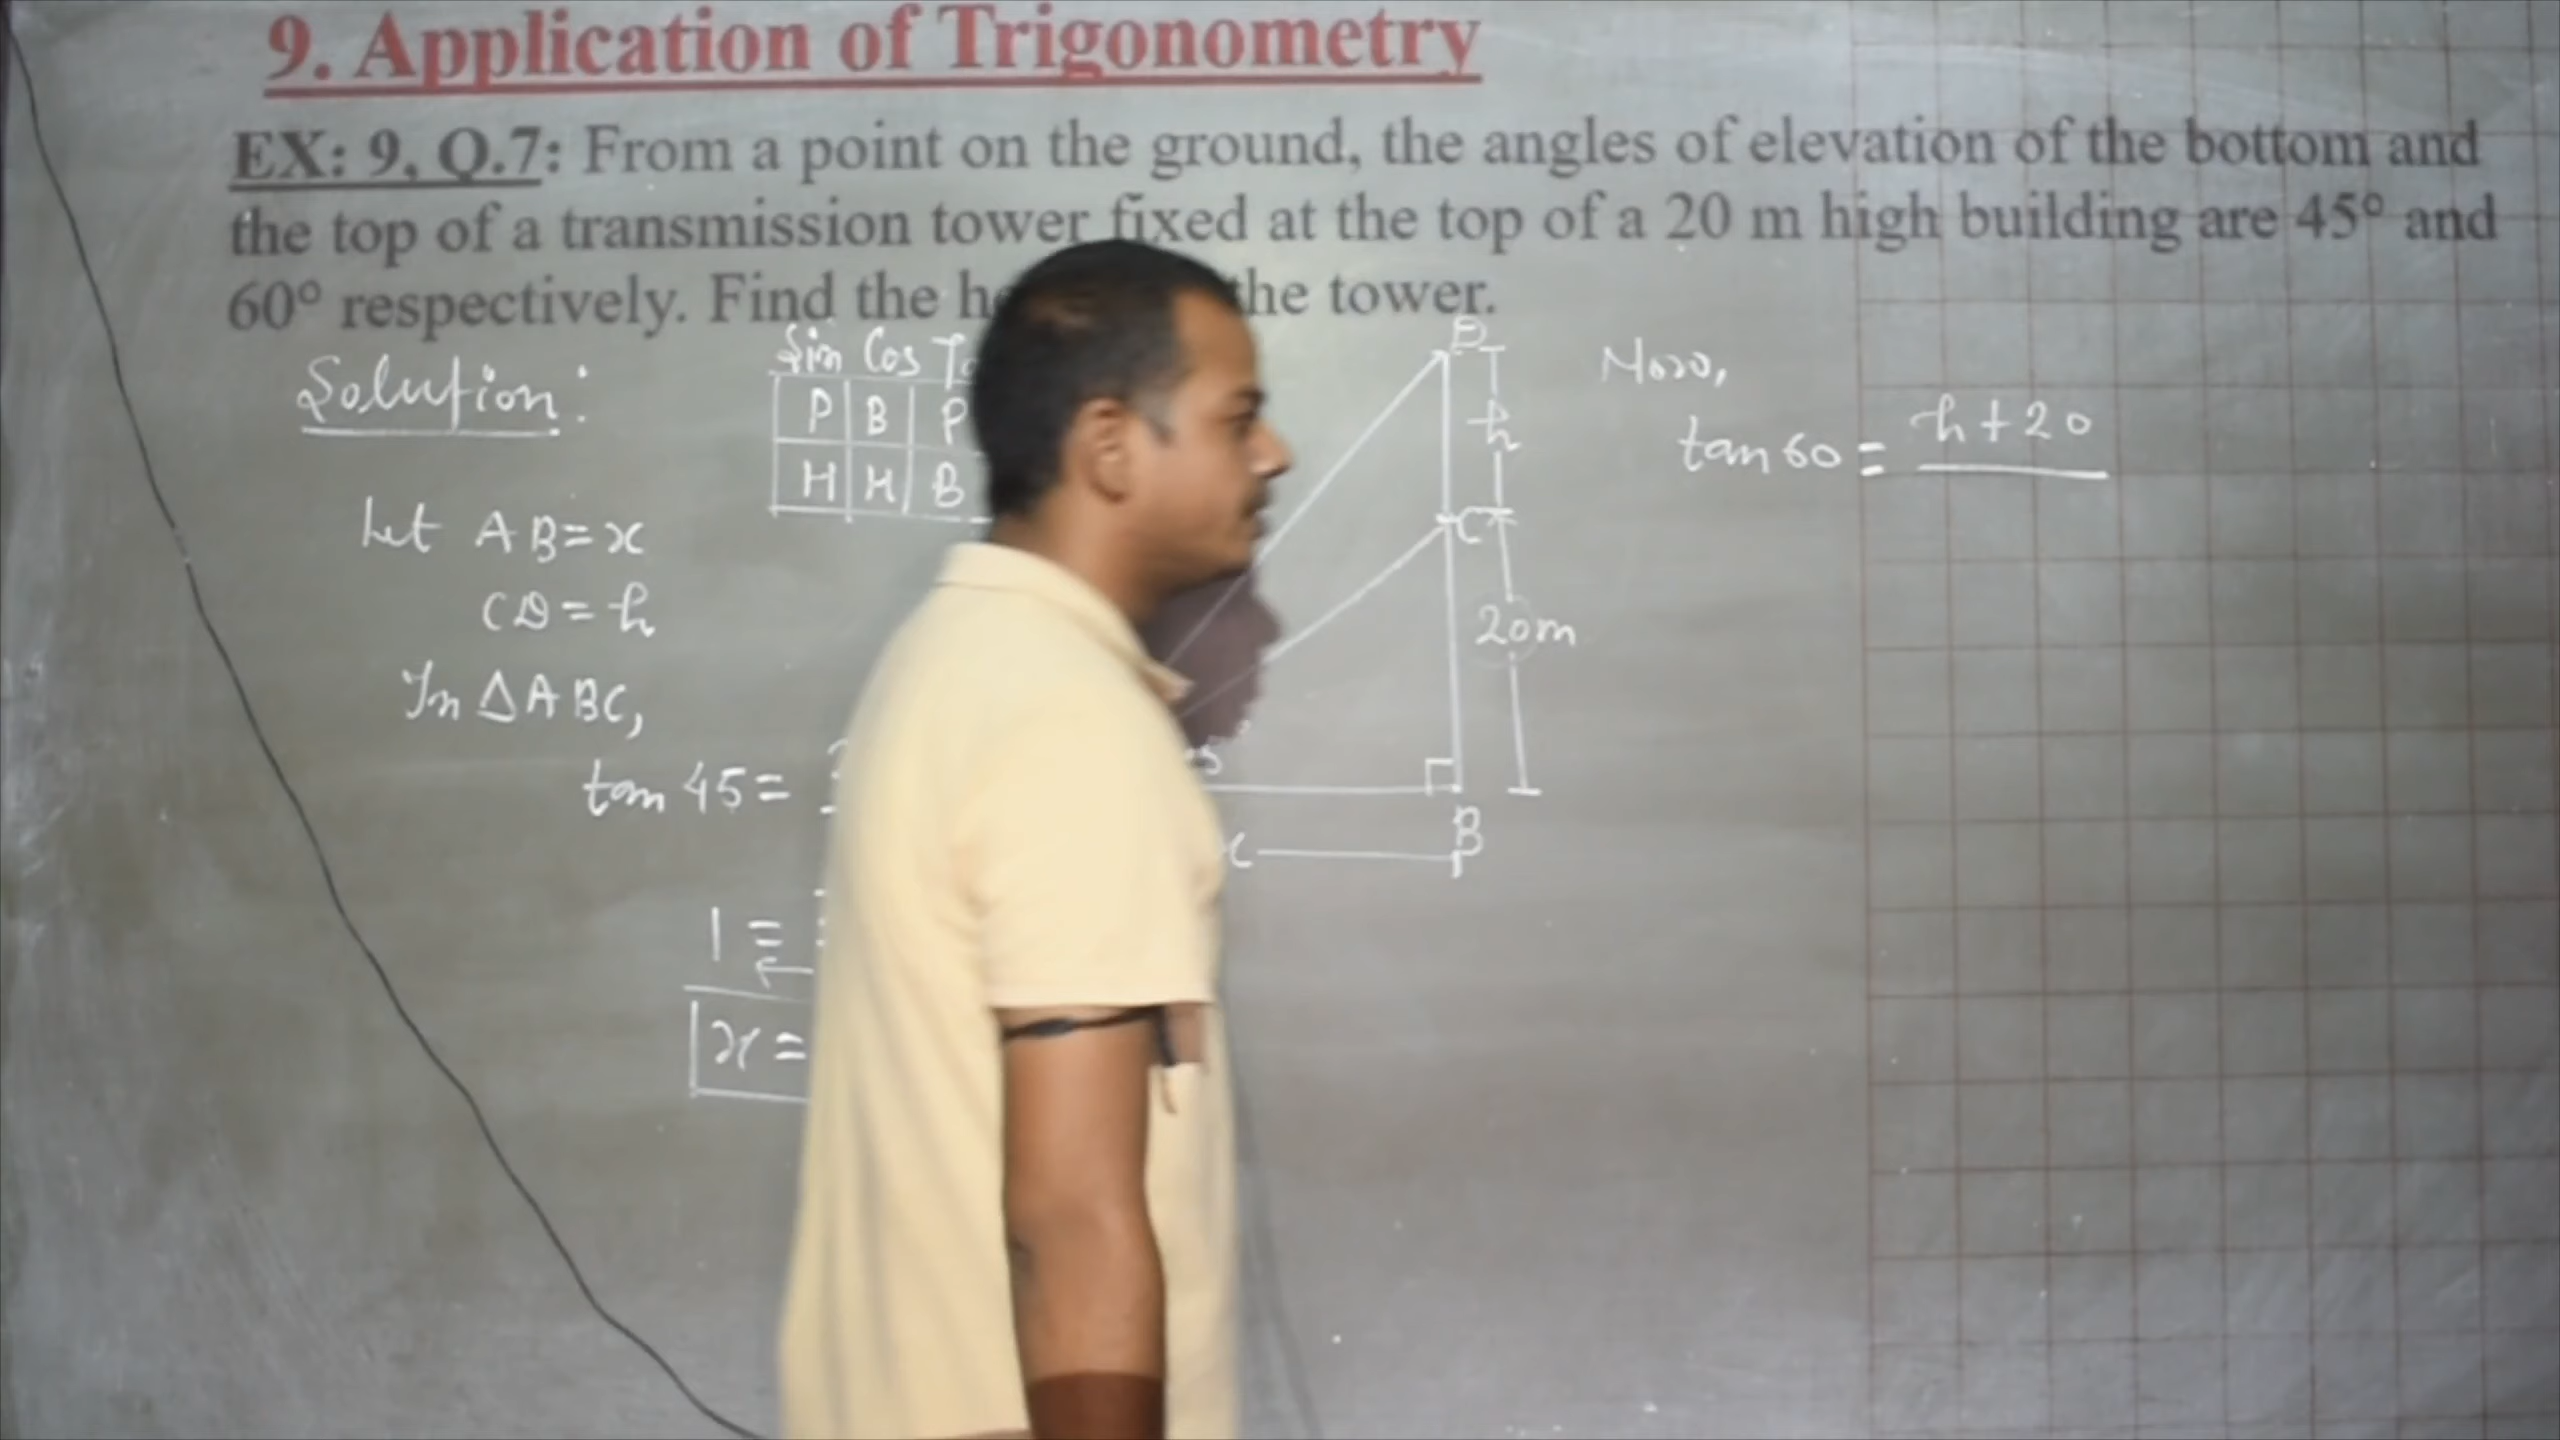 9. Application of Trigonometry
EX: 9, Q.7: From a point on the ground, the angles of elevation of the bottom and
the top of a transmission tower fixed at the top of a 20 m high building are 45° and
60° respectively. Find the the tower.
Solution:
Sin Cos
P B P
H H B
Let AB = x
CD = h
In ΔABC,
tan 45 =
1 =
x =
D
h
C
20m
B
Now,
tan 60 = h + 20